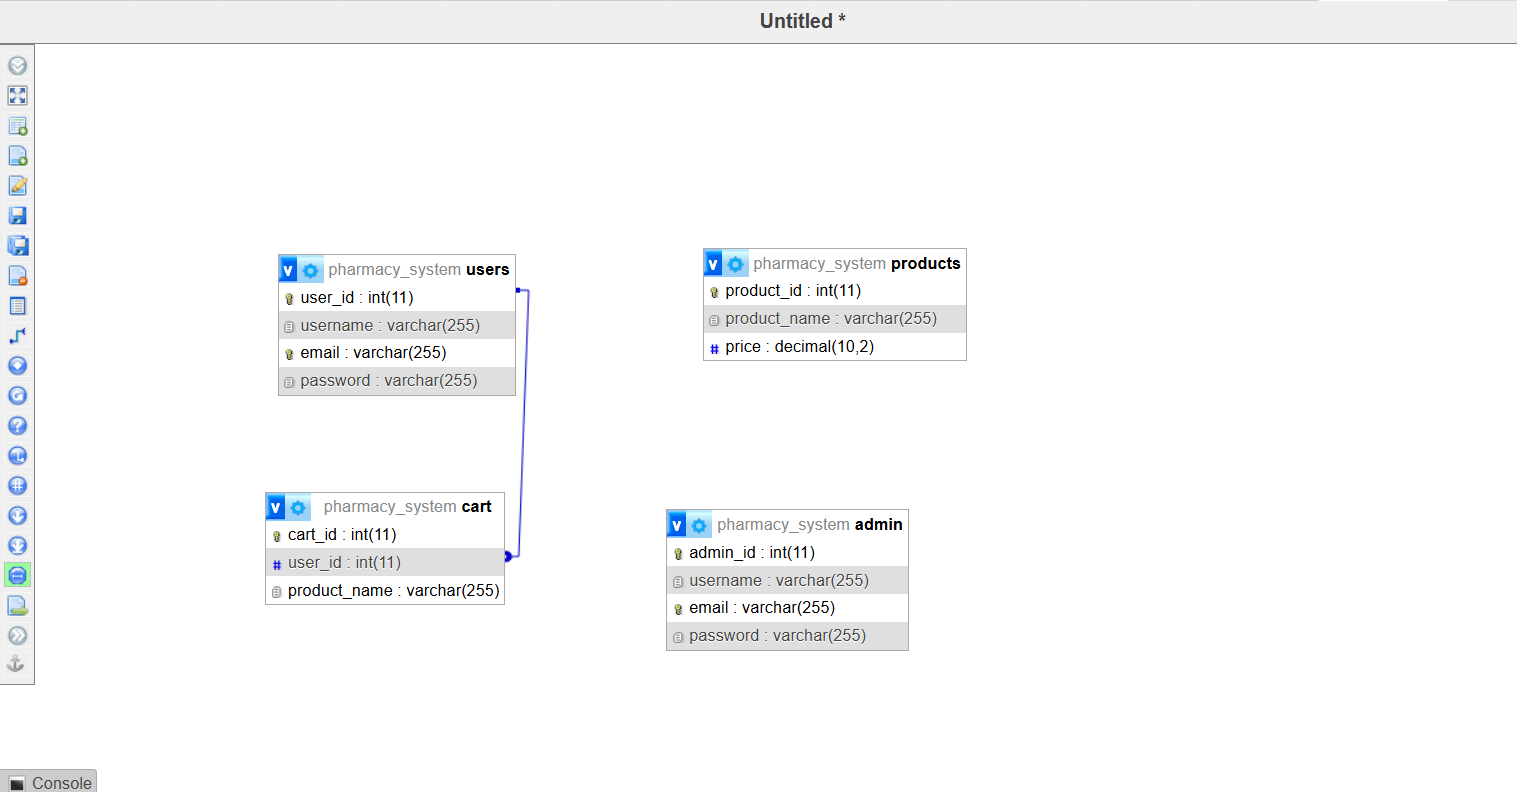 Untitled *
v pharmacy_system users
user_id : int(11)
username : varchar(255)
email : varchar(255)
password : varchar(255)
v pharmacy_system products
product_id : int(11)
product_name : varchar(255)
# price : decimal(10,2)
v pharmacy_system cart
cart_id : int(11)
# user_id : int(11)
product_name : varchar(255)
v pharmacy_system admin
admin_id : int(11)
username : varchar(255)
email : varchar(255)
password : varchar(255)
Console